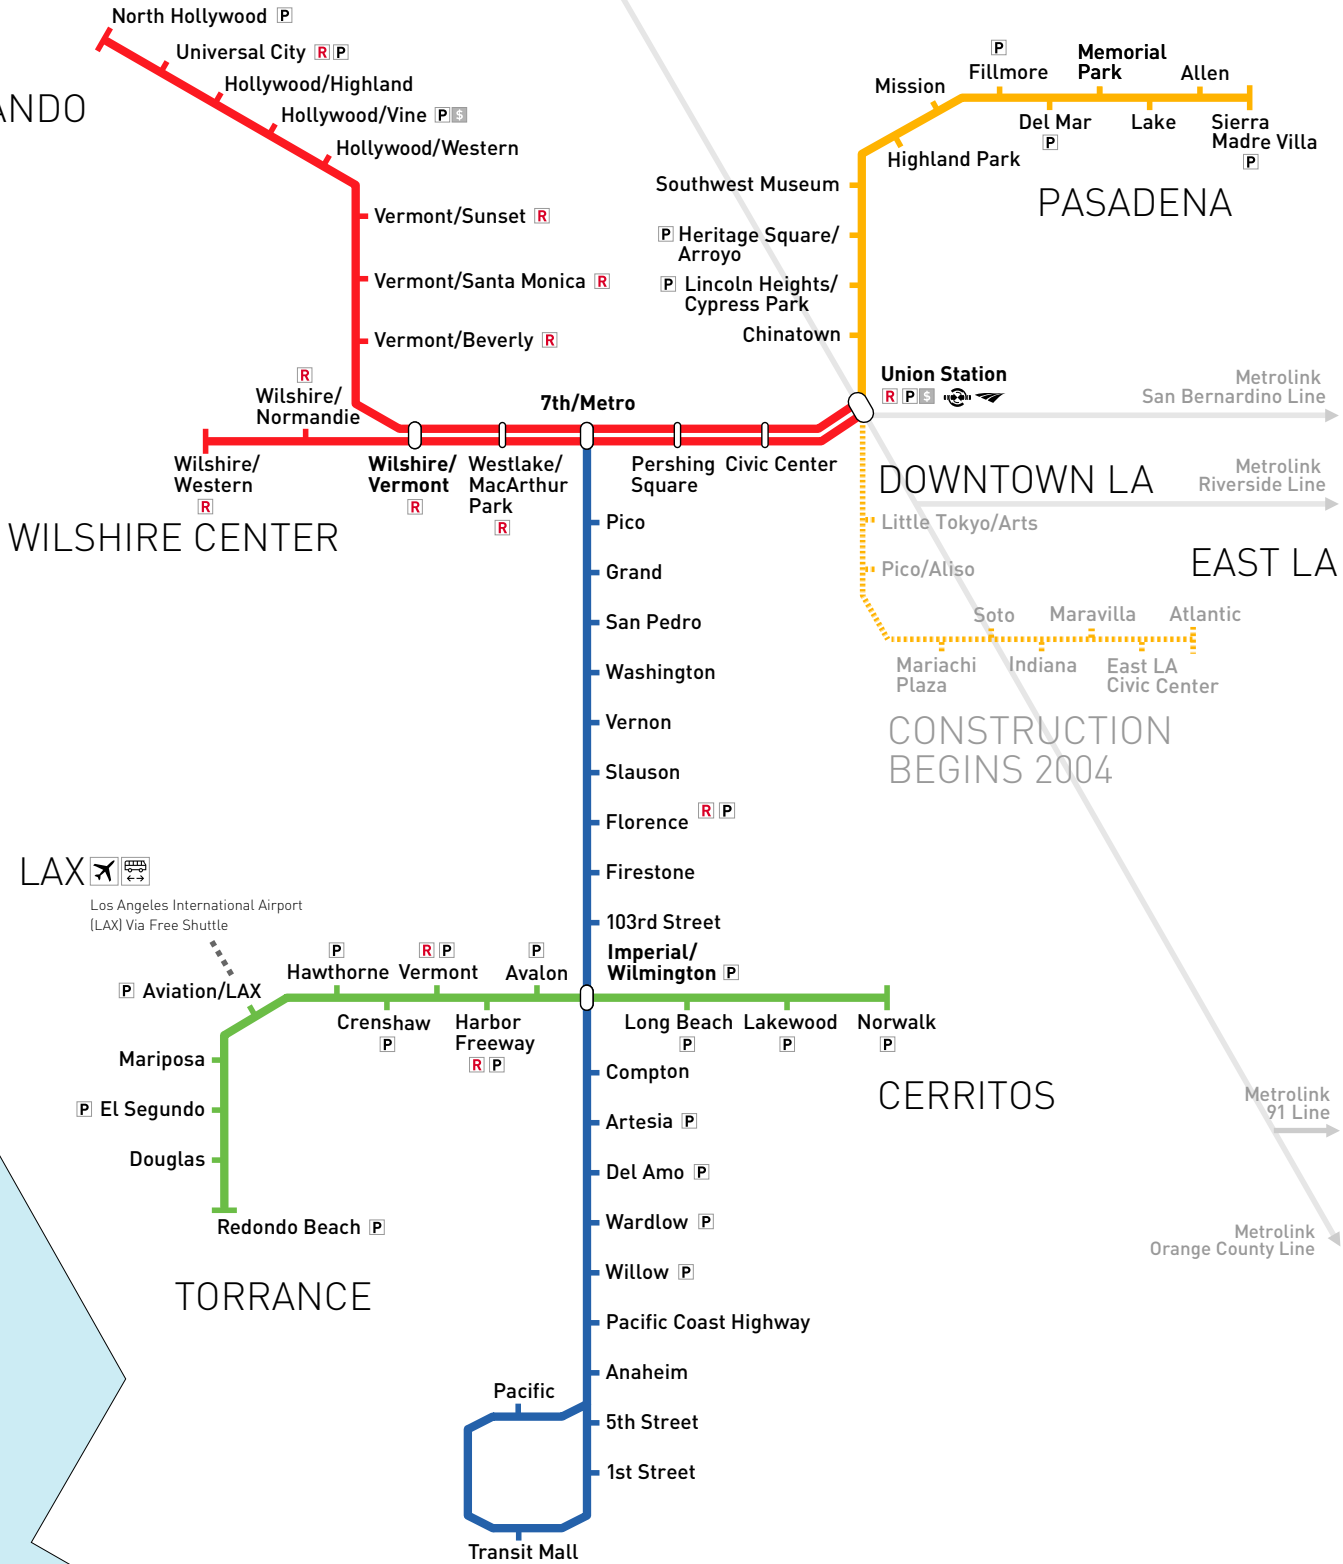 North Hollywood P
Universal City R P
Hollywood/Highland
Hollywood/Vine P $
Hollywood/Western
ANDO
Vermont/Sunset R
Vermont/Santa Monica R
Vermont/Beverly R
R
Wilshire/
Normandie
Wilshire/
Western
R
Wilshire/
Vermont
R
Westlake/
MacArthur
Park
R
7th/Metro
Pershing
Square
Civic Center
WILSHIRE CENTER
P
Fillmore
Memorial
Park
Allen
Mission
Del Mar
P
Lake
Sierra
Madre Villa
P
Highland Park
PASADENA
Southwest Museum
P Heritage Square/
Arroyo
P Lincoln Heights/
Cypress Park
Chinatown
Union Station
R P $
Metrolink
San Bernardino Line
DOWNTOWN LA
Metrolink
Riverside Line
Little Tokyo/Arts
Pico/Aliso
EAST LA
Soto
Maravilla
Atlantic
Mariachi
Plaza
Indiana
East LA
Civic Center
CONSTRUCTION
BEGINS 2004
Pico
Grand
San Pedro
Washington
Vernon
Slauson
Florence R P
Firestone
103rd Street
Imperial/
Wilmington P
LAX
Los Angeles International Airport
(LAX) Via Free Shuttle
P Aviation/LAX
P
Hawthorne
R P
Vermont
P
Avalon
Crenshaw
P
Harbor
Freeway
R P
Long Beach
P
Lakewood
P
Norwalk
P
Mariposa
P El Segundo
Douglas
Redondo Beach P
TORRANCE
CERRITOS
Compton
Artesia P
Del Amo P
Wardlow P
Willow P
Pacific Coast Highway
Anaheim
Pacific
5th Street
1st Street
Transit Mall
Metrolink
91 Line
Metrolink
Orange County Line